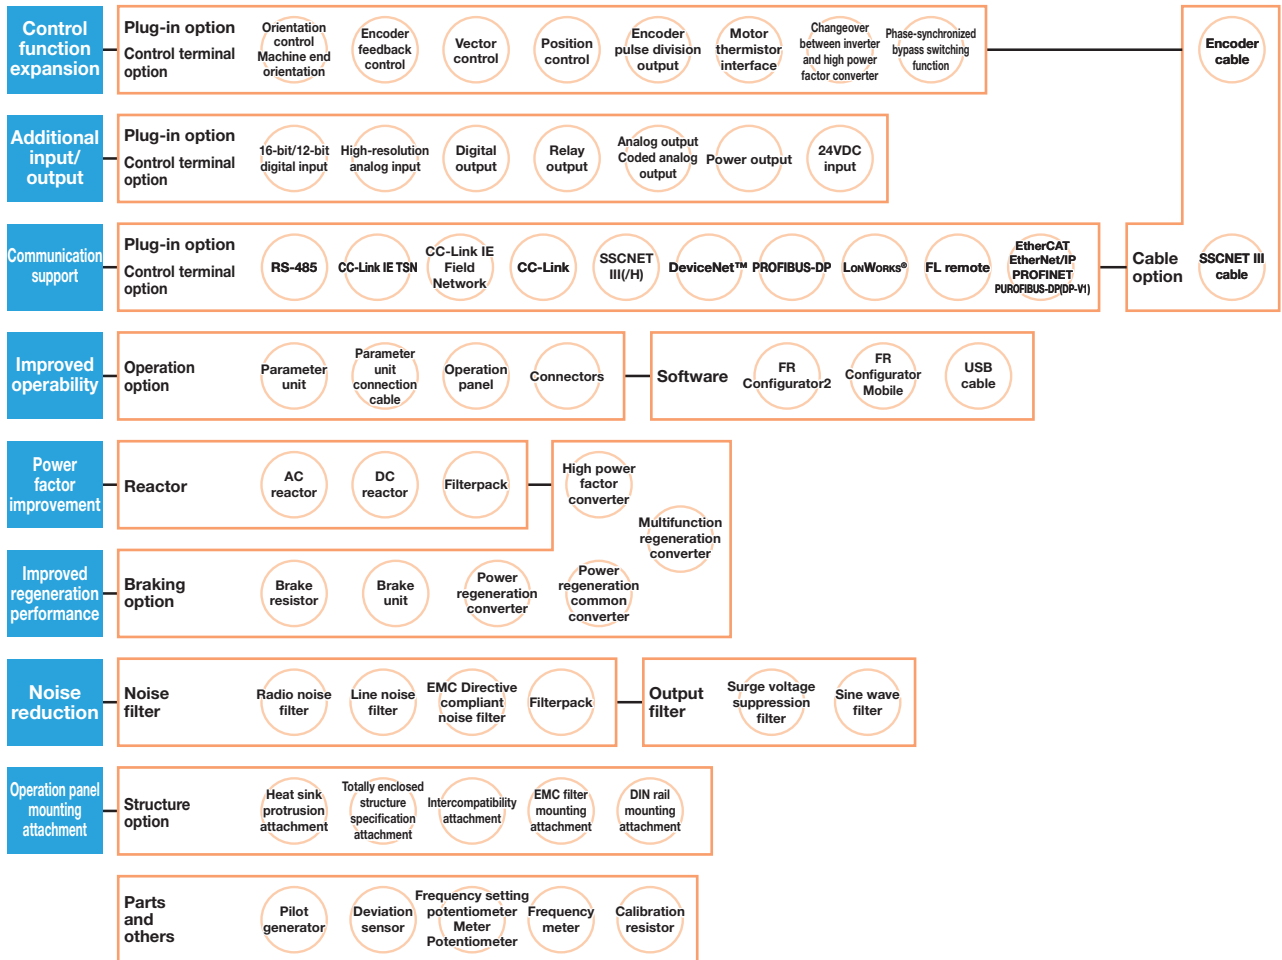 Control
function
expansion
Plug-in option
Control terminal
option
Orientation
control
Machine end
orientation
Encoder
feedback
control
Vector
control
Position
control
Encoder
pulse division
output
Motor
thermistor
interface
Changeover
between inverter
and high power
factor converter
Phase-synchronized
bypass switching
function
Encoder
cable
Additional
input/
output
Plug-in option
Control terminal
option
16-bit/12-bit
digital input
High-resolution
analog input
Digital
output
Relay
output
Analog output
Coded analog
output
Power output
24VDC
input
Communication
support
Plug-in option
Control terminal
option
RS-485
CC-Link IE TSN
CC-Link IE
Field
Network
CC-Link
SSCNET
III(/H)
DeviceNet™
PROFIBUS-DP
LONWORKS®
FL remote
EtherCAT
EtherNet/IP
PROFINET
PUROFIBUS-DP(DP-V1)
Cable
option
SSCNET III
cable
Improved
operability
Operation
option
Parameter
unit
Parameter
unit
connection
cable
Operation
panel
Connectors
Software
FR
Configurator2
FR
Configurator
Mobile
USB
cable
Power
factor
improvement
Reactor
AC
reactor
DC
reactor
Filterpack
High power
factor
converter
Multifunction
regeneration
converter
Improved
regeneration
performance
Braking
option
Brake
resistor
Brake
unit
Power
regeneration
converter
Power
regeneration
common
converter
Noise
reduction
Noise
filter
Radio noise
filter
Line noise
filter
EMC Directive
compliant
noise filter
Filterpack
Output
filter
Surge voltage
suppression
filter
Sine wave
filter
Operation panel
mounting
attachment
Structure
option
Heat sink
protrusion
attachment
Totally enclosed
structure
specification
attachment
Intercompatibility
attachment
EMC filter
mounting
attachment
DIN rail
mounting
attachment
Parts
and
others
Pilot
generator
Deviation
sensor
Frequency setting
potentiometer
Meter
Potentiometer
Frequency
meter
Calibration
resistor